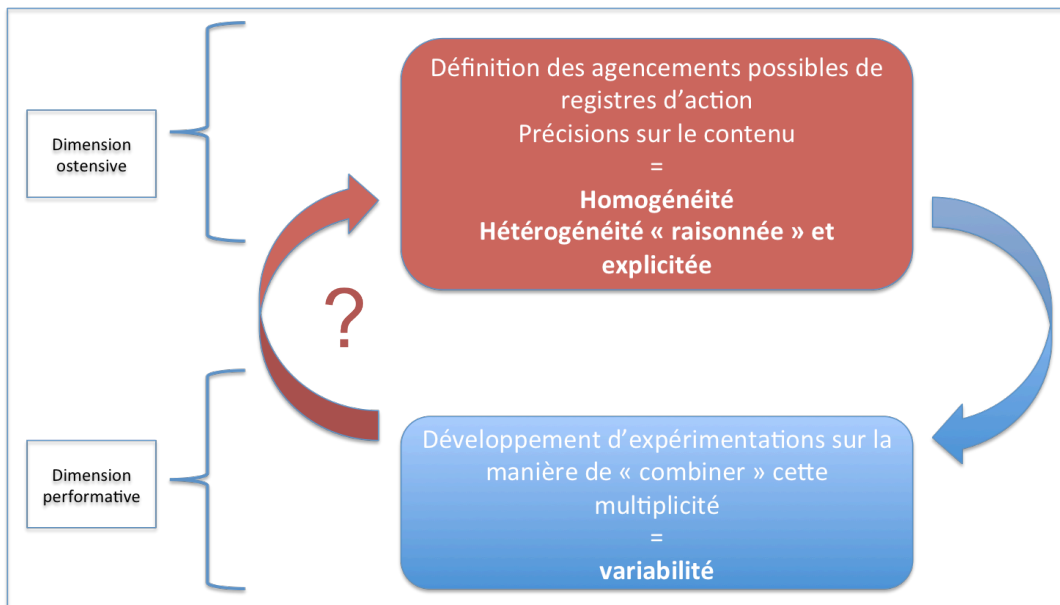 Dimension
ostensive
Définition des agencements possibles de
registres d’action
Précisions sur le contenu
=
Homogénéité
Hétérogénéité « raisonnée » et
explicitée
?
Dimension
performative
Développement d’expérimentations sur la
manière de « combiner » cette
multiplicité
=
variabilité